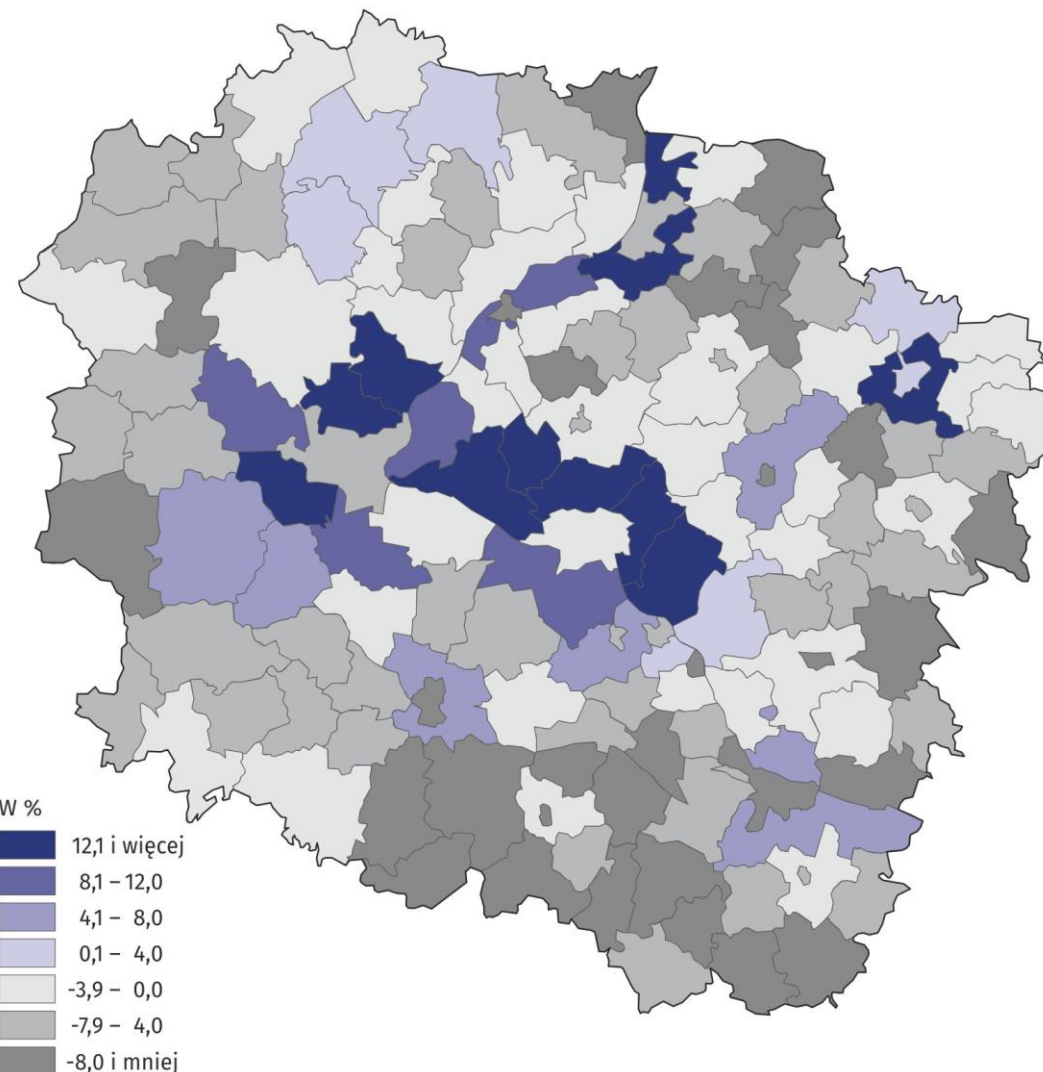 W %
12,1 i więcej
8,1 – 12,0
4,1 – 8,0
0,1 – 4,0
-3,9 – 0,0
-7,9 – 4,0
-8,0 i mniej